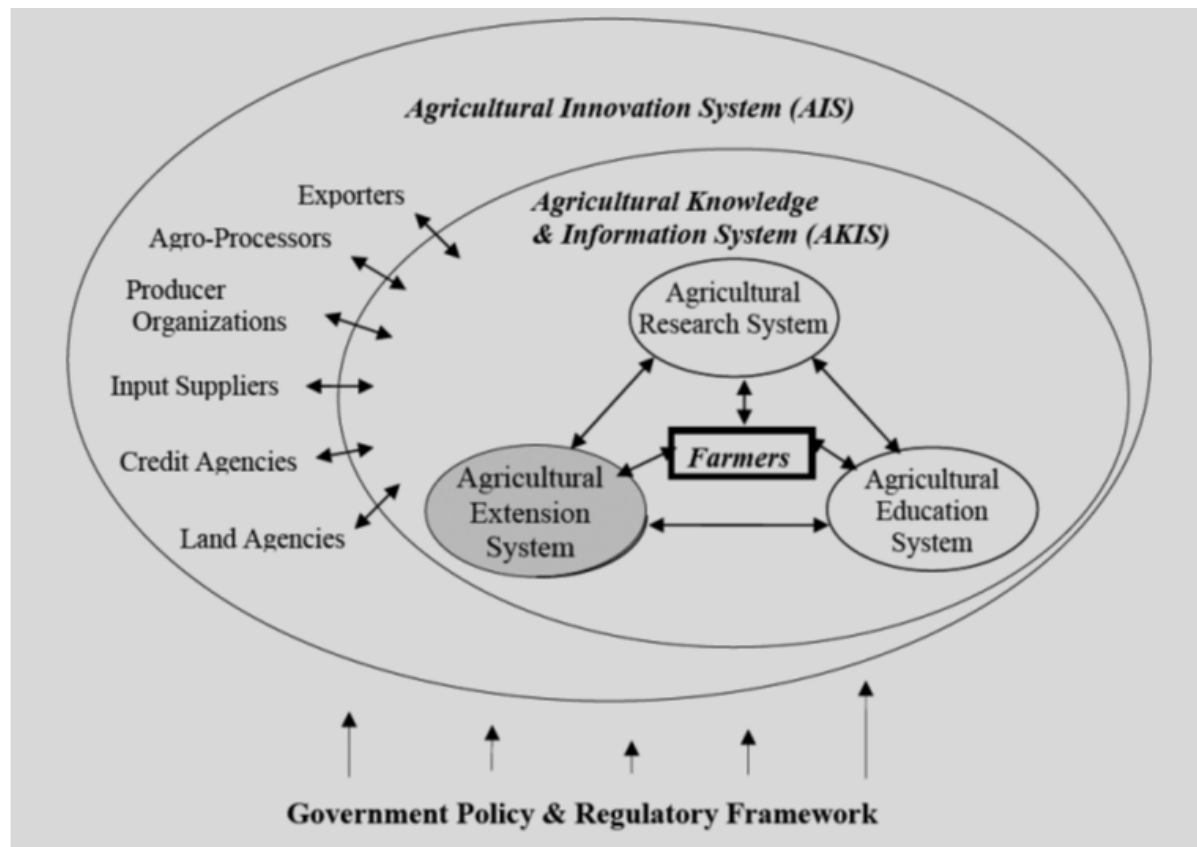 Agricultural Innovation System (AIS)
Exporters
Agro-Processors
Producer
Organizations
Input Suppliers
Credit Agencies
Land Agencies
Agricultural Knowledge
& Information System (AKIS)
Agricultural
Research System
Farmers
Agricultural
Extension
System
Agricultural
Education
System
Government Policy & Regulatory Framework